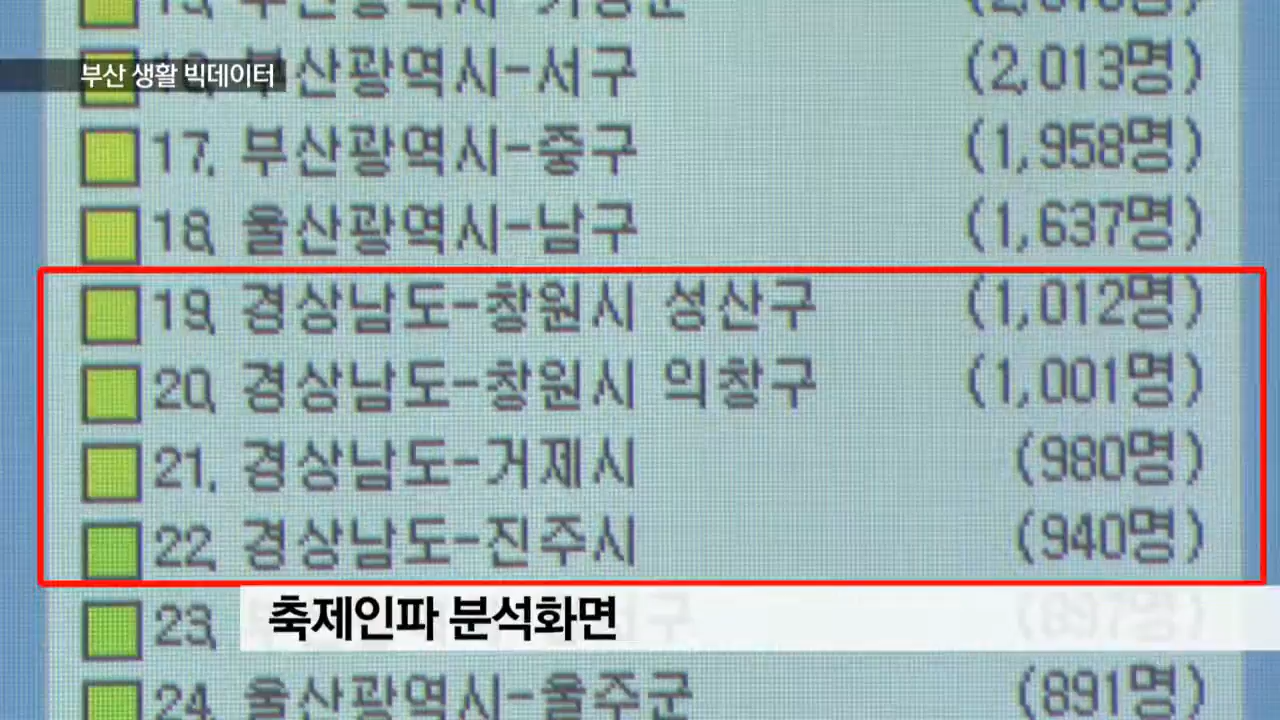 부산 생활 빅데이터
부산광역시-서구 (2,013명)
17. 부산광역시-중구 (1,958명)
18. 울산광역시-남구 (1,637명)
19. 경상남도-창원시 성산구 (1,012명)
20. 경상남도-창원시 의창구 (1,001명)
21. 경상남도-거제시 (980명)
22. 경상남도-진주시 (940명)
23.
축제인파 분석화면
24. 울산광역시-울주군 (891명)